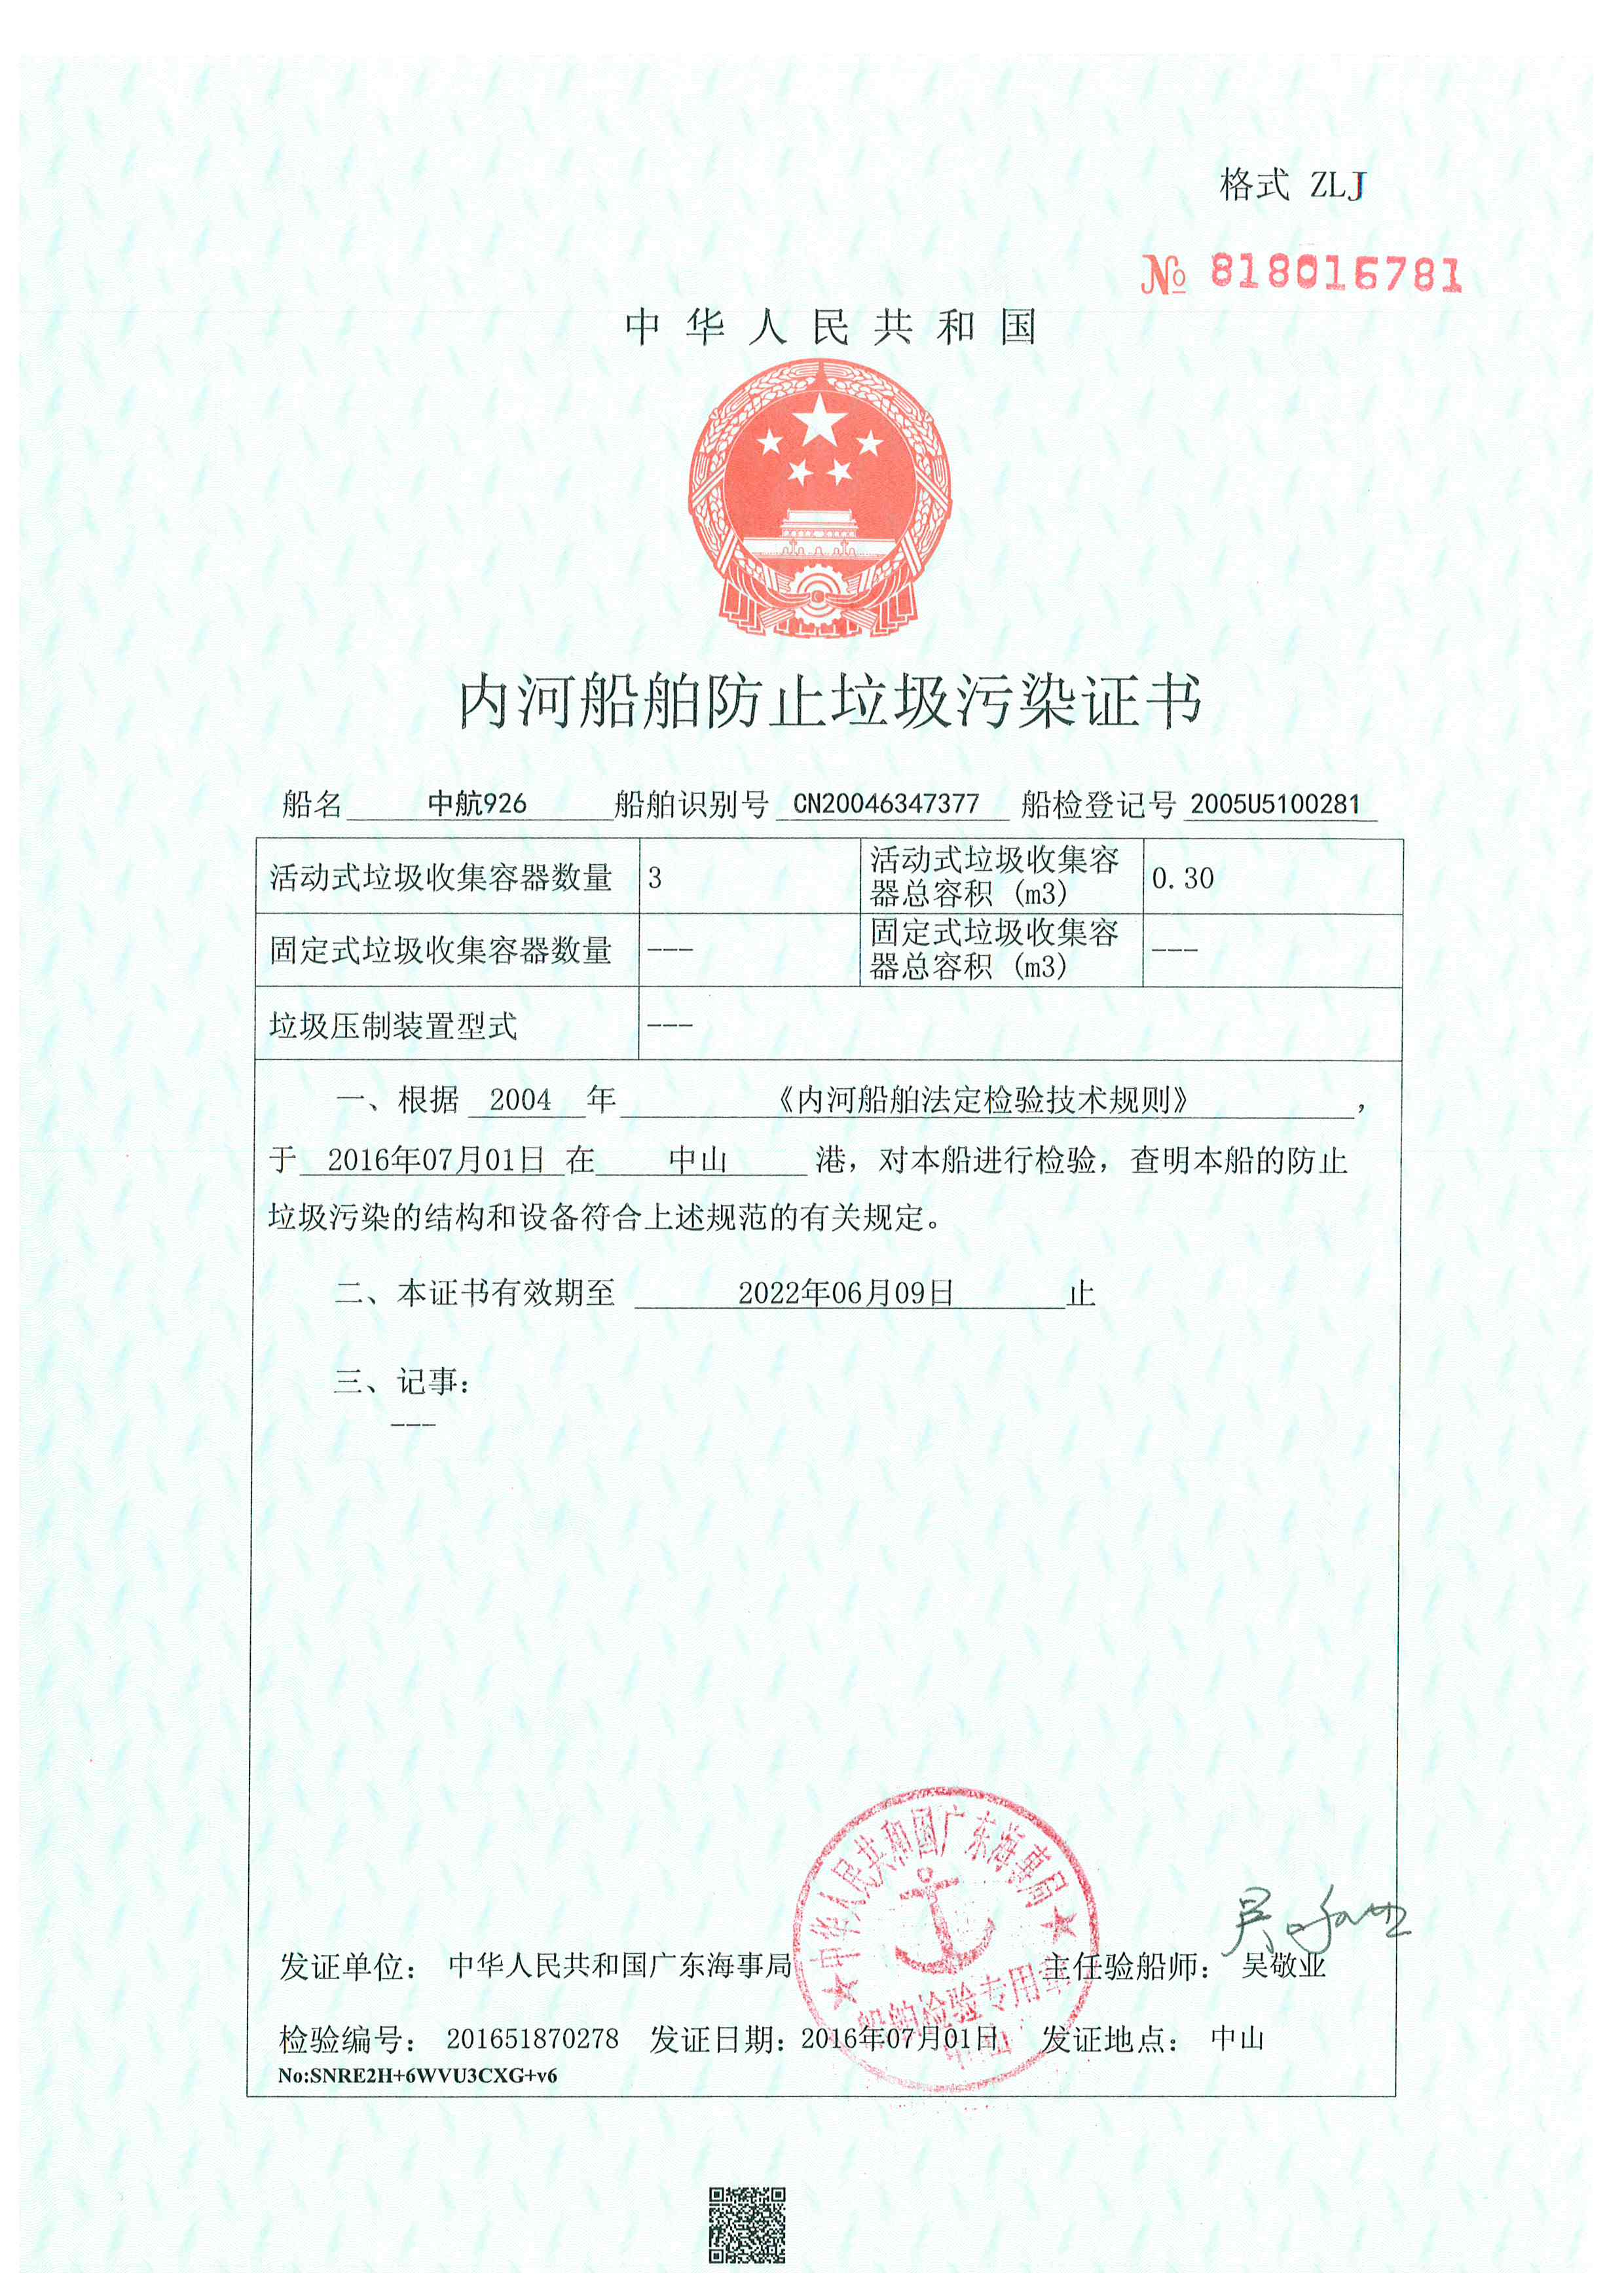 格式 ZLJ
№ 818016781
中华人民共和国
内河船舶防止垃圾污染证书
船名 中航926 船舶识别号 CN20046347377 船检登记号 2005U5100281
活动式垃圾收集容器数量 3 活动式垃圾收集容
器总容积 (m3) 0.30
固定式垃圾收集容器数量 --- 固定式垃圾收集容
器总容积 (m3) ---
垃圾压制装置型式 ---
一、根据 2004 年 《内河船舶法定检验技术规则》,
于 2016年07月01日 在 中山 港，对本船进行检验，查明本船的防止
垃圾污染的结构和设备符合上述规范的有关规定。
二、本证书有效期至 2022年06月09日 止
三、记事：
---
中华人民共和国广东海事局
船舶检验专用章
中山
吴敬业
发证单位： 中华人民共和国广东海事局 主任验船师： 吴敬业
检验编号： 201651870278 发证日期：2016年07月01日 发证地点： 中山
No:SNRE2H+6WVU3CXG+v6